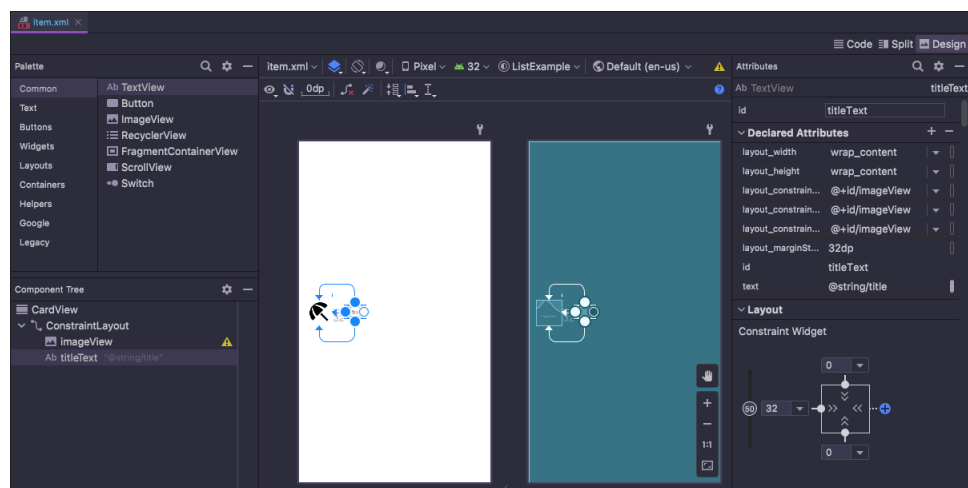 item.xml
Code Split Design
Palette
item.xml Pixel 32 ListExample Default (en-us)
Attributes
Common
Text
Buttons
Widgets
Layouts
Containers
Helpers
Google
Legacy
Ab TextView
Button
ImageView
RecyclerView
FragmentContainerView
ScrollView
Switch
0dp
Ab TextView titleText
id titleText
Declared Attributes
layout_width wrap_content
layout_height wrap_content
layout_constrain... @+id/imageView
layout_constrain... @+id/imageView
layout_constrain... @+id/imageView
layout_marginSt... 32dp
id titleText
text @string/title
Layout
Constraint Widget
0
50 32
0
Component Tree
CardView
ConstraintLayout
imageView
Ab titleText "@string/title"
32
32
1:1